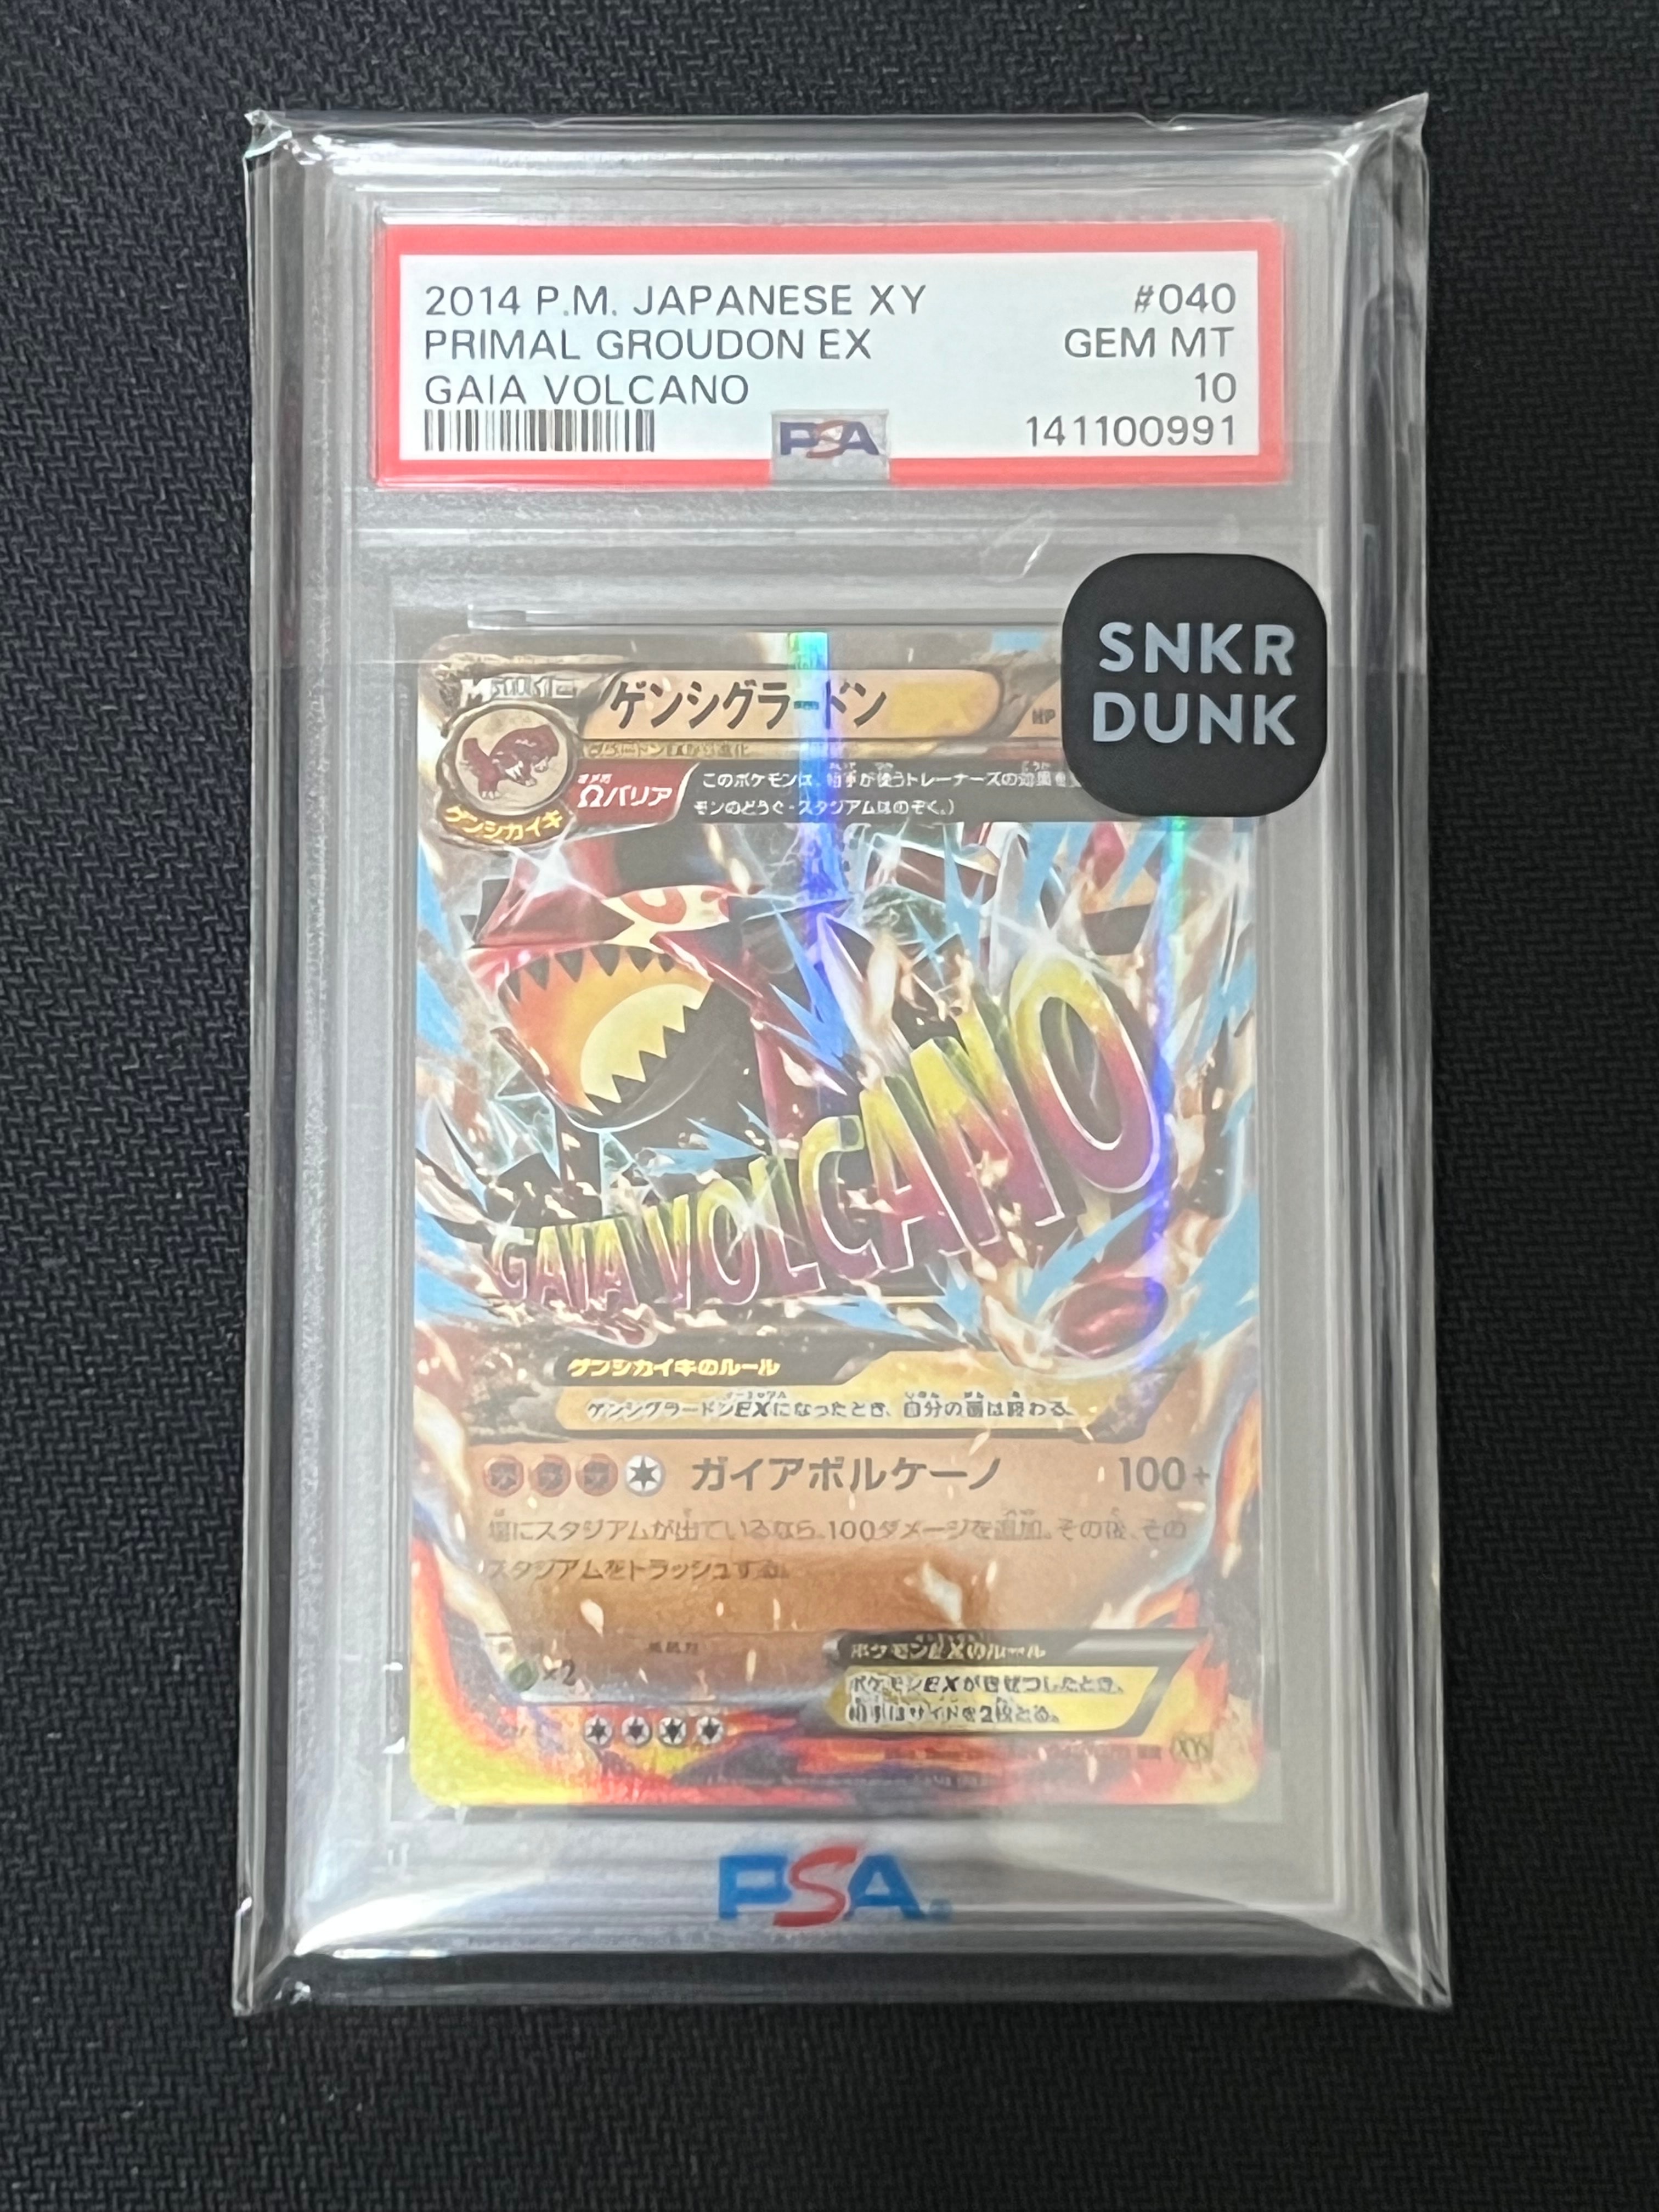 2014 P.M. JAPANESE XY #040
PRIMAL GROUDON EX GEM MT
GAIA VOLCANO 10
141100991
PSA
SNKR
DUNK
ゲンシグラードン
HP
ゲンシカイキ
オメガ
Ωバリア
このポケモンは、相手が使うトレーナーズの効果を
モンのどうぐ・スタジアムはのぞく。)
GAIA VOLCANO
ゲンシカイキのルール
ゲンシグラードンEXになったとき、自分の番は終わる。
ガイアボルケーノ 100+
場にスタジアムが出ているなら、100ダメージを追加。その後、その
スタジアムをトラッシュする。
×2 抵抗力
ポケモンEXのルール
ポケモンEXがきぜつしたとき、
相手はサイドを2枚とる。
XY
PSA